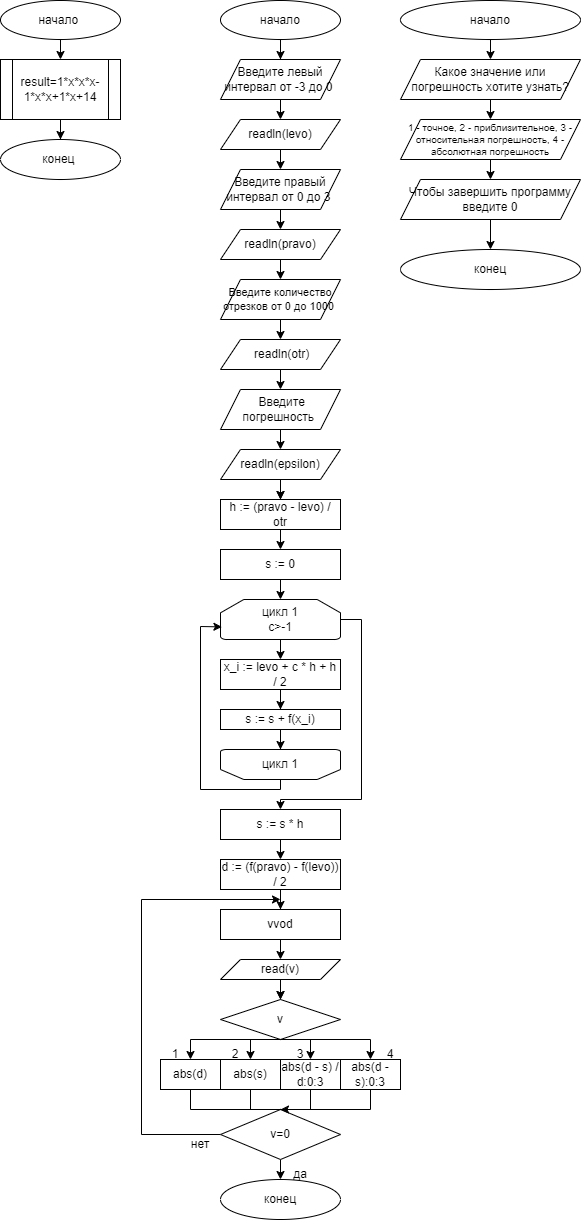 начало
result=1*x*x*x-
1*x*x+1*x+14
конец
начало
Введите левый
интервал от -3 до 0
readln(levo)
Введите правый
интервал от 0 до 3
readln(pravo)
Введите количество
отрезков от 0 до 1000
readln(otr)
Введите
погрешность
readln(epsilon)
h := (pravo - levo) /
otr
s := 0
цикл 1
c>-1
x_i := levo + c * h + h
/ 2
s := s + f(x_i)
цикл 1
s := s * h
d := (f(pravo) - f(levo))
/ 2
vvod
read(v)
v
1
2
3
4
abs(d)
abs(s)
abs(d - s) /
d:0:3
abs(d -
s):0:3
v=0
нет
да
конец
начало
Какое значение или
погрешность хотите узнать?
1 - точное, 2 - приблизительное, 3 -
относительная погрешность, 4 -
абсолютная погрешность
Чтобы завершить программу
введите 0
конец